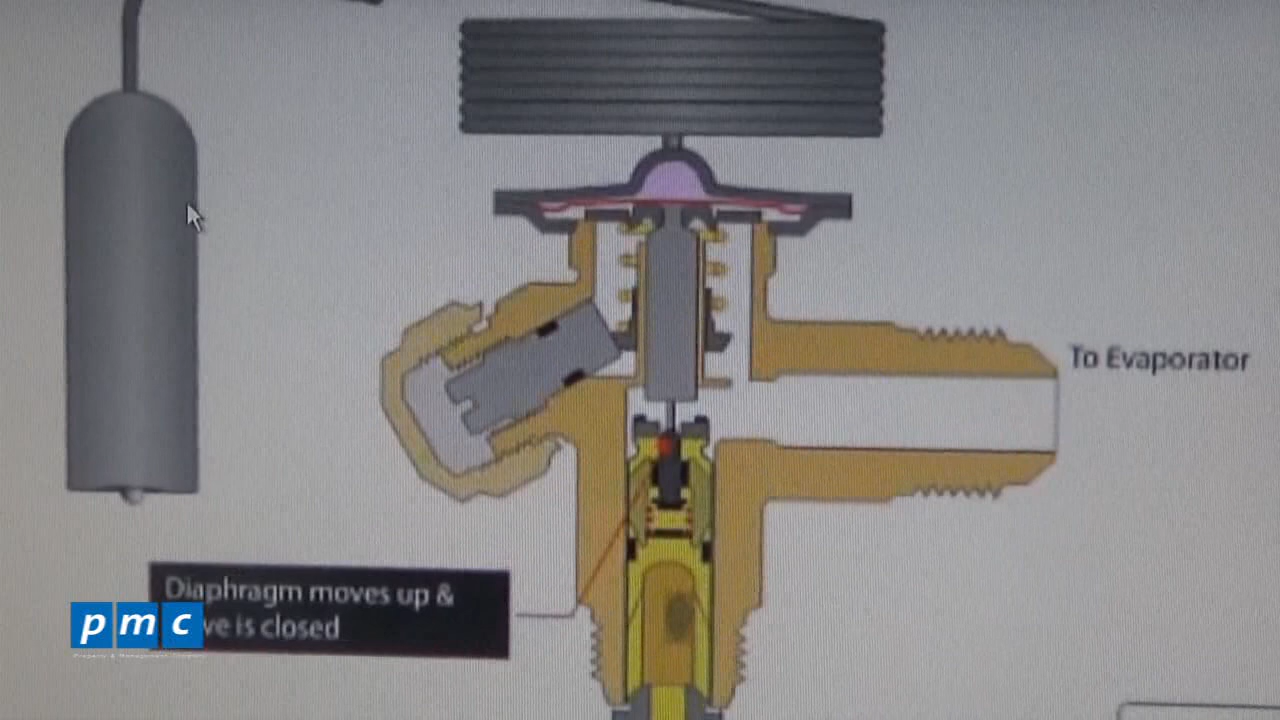 To Evaporator
Diaphragm moves up &
ve is closed
pmc